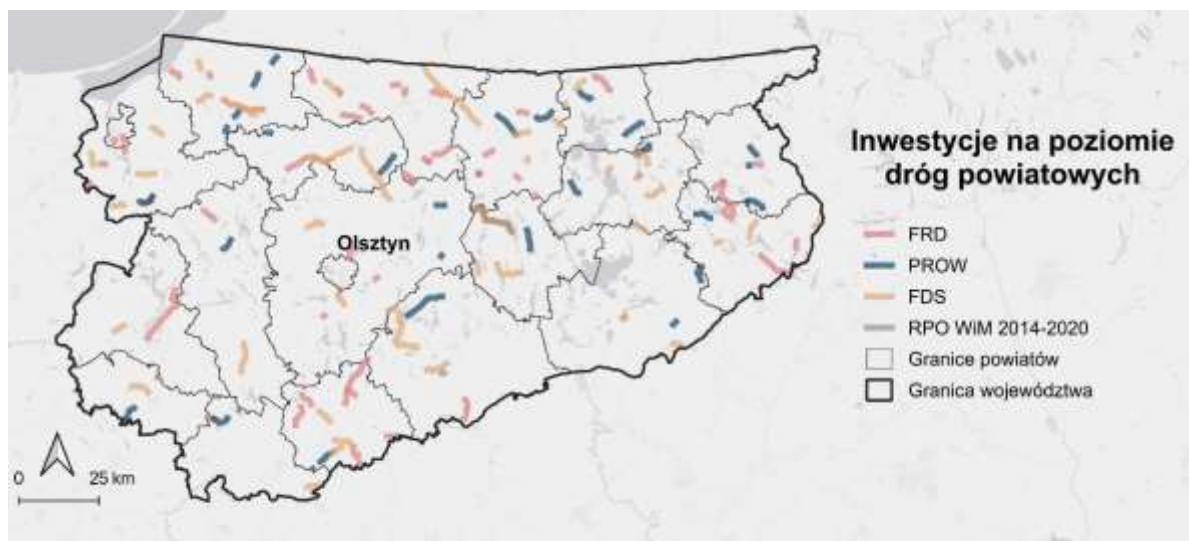 Inwestycje na poziomie
dróg powiatowych
FRD
PROW
FDS
RPO WiM 2014-2020
Granice powiatów
Granica województwa
Olsztyn
0 25 km